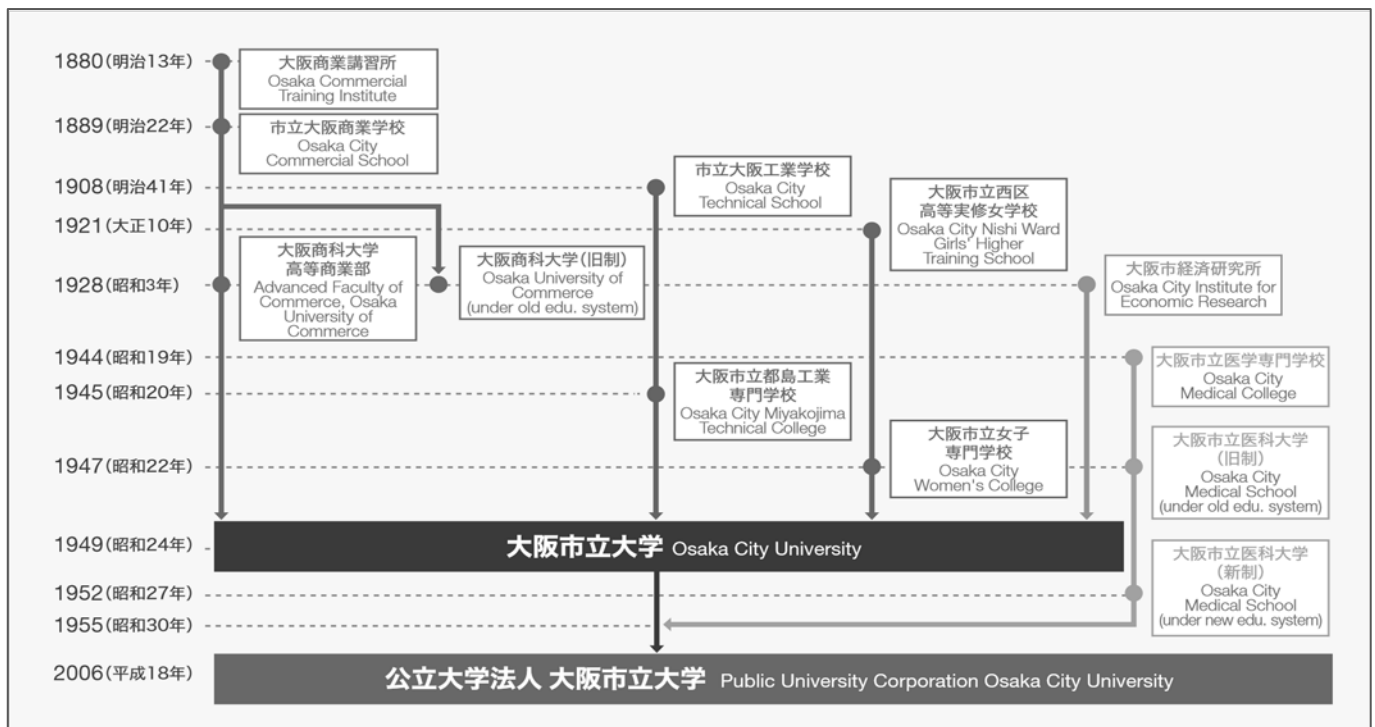 1880(明治13年)
大阪商業講習所
Osaka Commercial
Training Institute
1889(明治22年)
市立大阪商業学校
Osaka City
Commercial School
1908(明治41年)
市立大阪工業学校
Osaka City
Technical School
1921(大正10年)
大阪市立西区
高等実修女学校
Osaka City Nishi Ward
Girls' Higher
Training School
1928(昭和3年)
大阪商科大学
高等商業部
Advanced Faculty of
Commerce, Osaka
University of
Commerce
大阪商科大学(旧制)
Osaka University of
Commerce
(under old edu. system)
大阪市経済研究所
Osaka City Institute for
Economic Research
1944(昭和19年)
大阪市立医学専門学校
Osaka City
Medical College
1945(昭和20年)
大阪市立都島工業
専門学校
Osaka City Miyakojima
Technical College
1947(昭和22年)
大阪市立女子
専門学校
Osaka City
Women's College
大阪市立医科大学
(旧制)
Osaka City
Medical School
(under old edu. system)
1949(昭和24年)
大阪市立大学 Osaka City University
1952(昭和27年)
大阪市立医科大学
(新制)
Osaka City
Medical School
(under new edu. system)
1955(昭和30年)
2006(平成18年)
公立大学法人 大阪市立大学 Public University Corporation Osaka City University